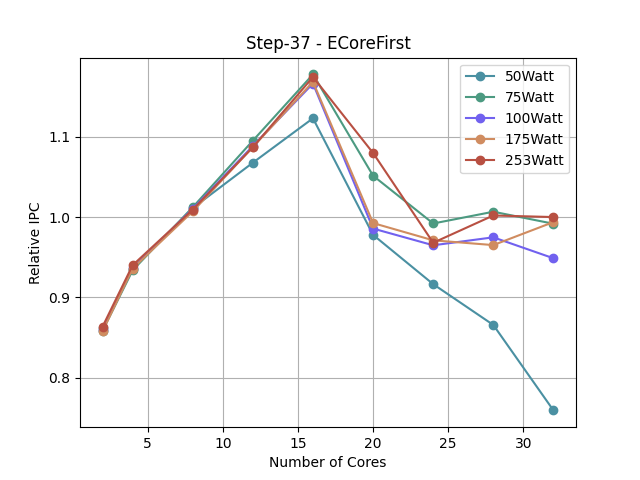 Step-37 - ECoreFirst
50Watt
75Watt
100Watt
175Watt
253Watt
Relative IPC
1.1
1.0
0.9
0.8
5 10 15 20 25 30
Number of Cores